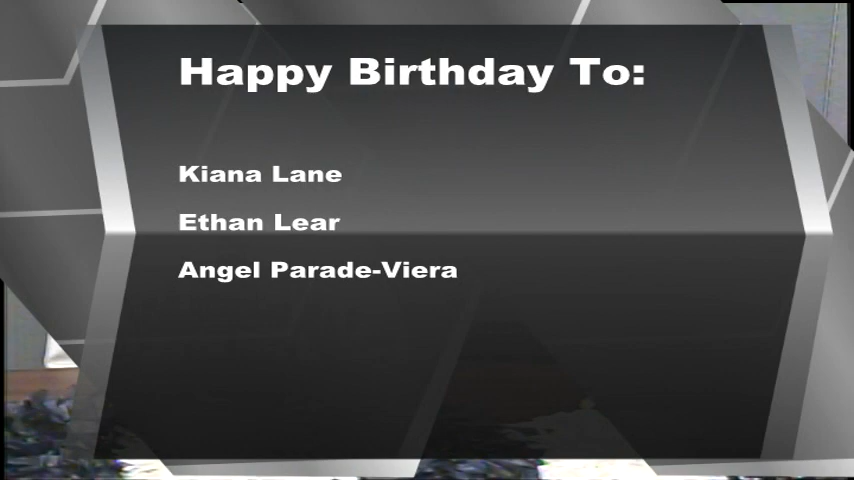 Happy Birthday To:
Kiana Lane
Ethan Lear
Angel Parade-Viera